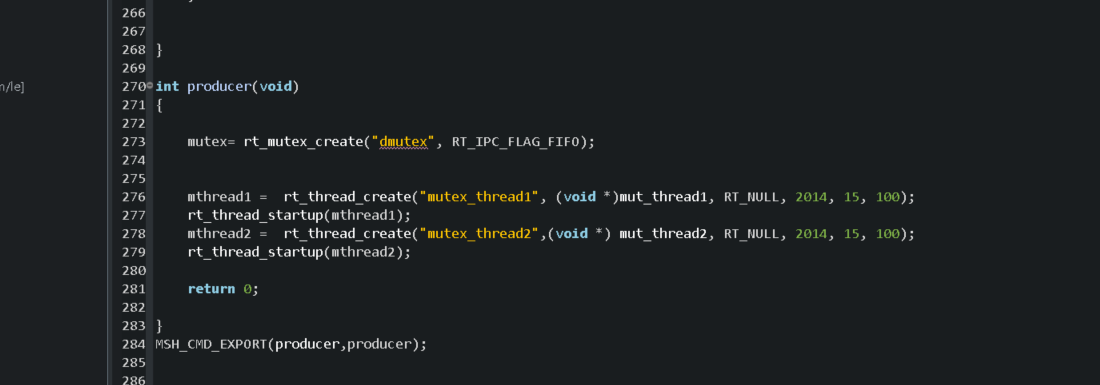 266
267
268 }
269
n/le]
270 int producer(void)
271 {
272
273 mutex= rt_mutex_create("dmutex", RT_IPC_FLAG_FIFO);
274
275
276 mthread1 =  rt_thread_create("mutex_thread1", (void *)mut_thread1, RT_NULL, 2014, 15, 100);
277 rt_thread_startup(mthread1);
278 mthread2 =  rt_thread_create("mutex_thread2",(void *) mut_thread2, RT_NULL, 2014, 15, 100);
279 rt_thread_startup(mthread2);
280
281 return 0;
282
283 }
284 MSH_CMD_EXPORT(producer,producer);
285
286